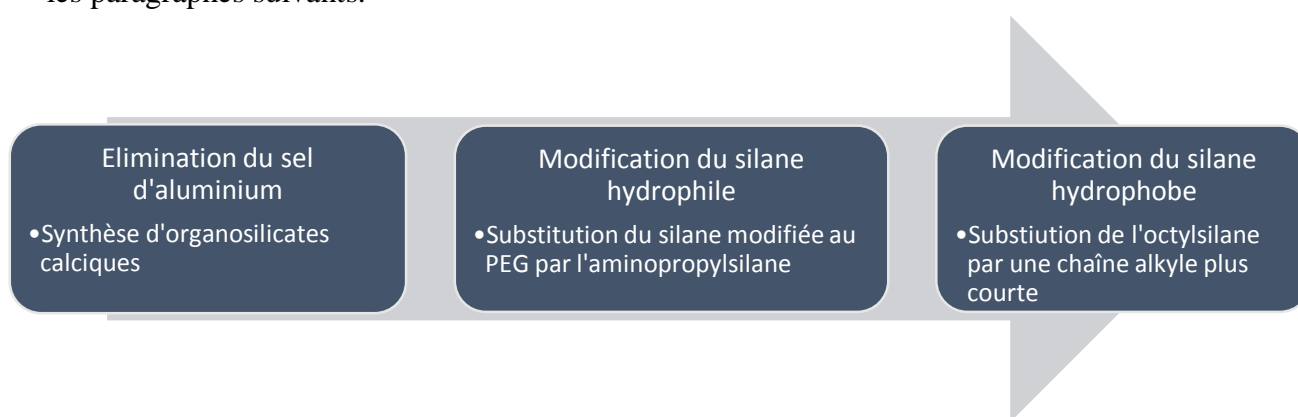 les paragraphes suivants.
Elimination du sel
d'aluminium
•Synthèse d'organosilicates
calciques
Modification du silane
hydrophile
•Substitution du silane modifiée au
PEG par l'aminopropylsilane
Modification du silane
hydrophobe
•Substiution de l'octylsilane
par une chaîne alkyle plus
courte